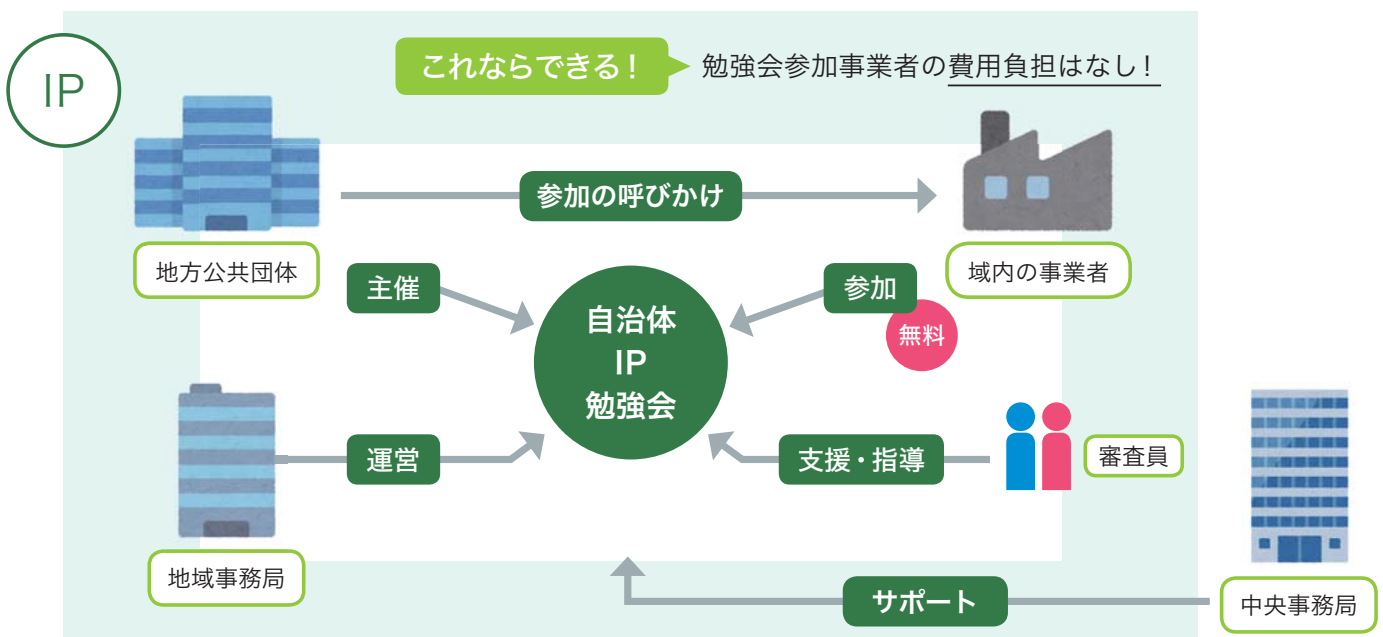 IP
これならできる！
勉強会参加事業者の費用負担はなし！
参加の呼びかけ
地方公共団体
域内の事業者
主催
参加
無料
自治体
IP
勉強会
運営
支援・指導
審査員
地域事務局
サポート
中央事務局